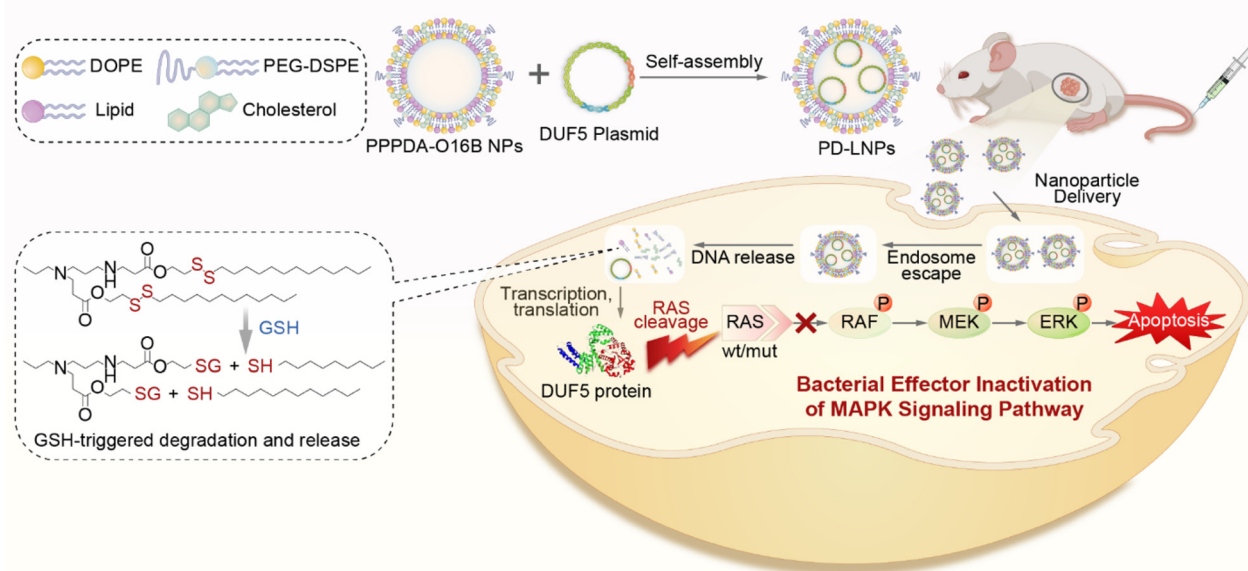 DOPE
PEG-DSPE
Lipid
Cholesterol
PPPDA-O16B NPs
+
DUF5 Plasmid
Self-assembly
PD-LNPs
Nanoparticle
Delivery
Endosome
escape
DNA release
Transcription,
translation
DUF5 protein
RAS
cleavage
RAS
wt/mut
RAF
P
MEK
P
ERK
P
Apoptosis
Bacterial Effector Inactivation
of MAPK Signaling Pathway
N
H
N
O
O
S
S
O
O
S
S
GSH
N
H
N
O
O
SG + SH
O
O
SG + SH
GSH-triggered degradation and release